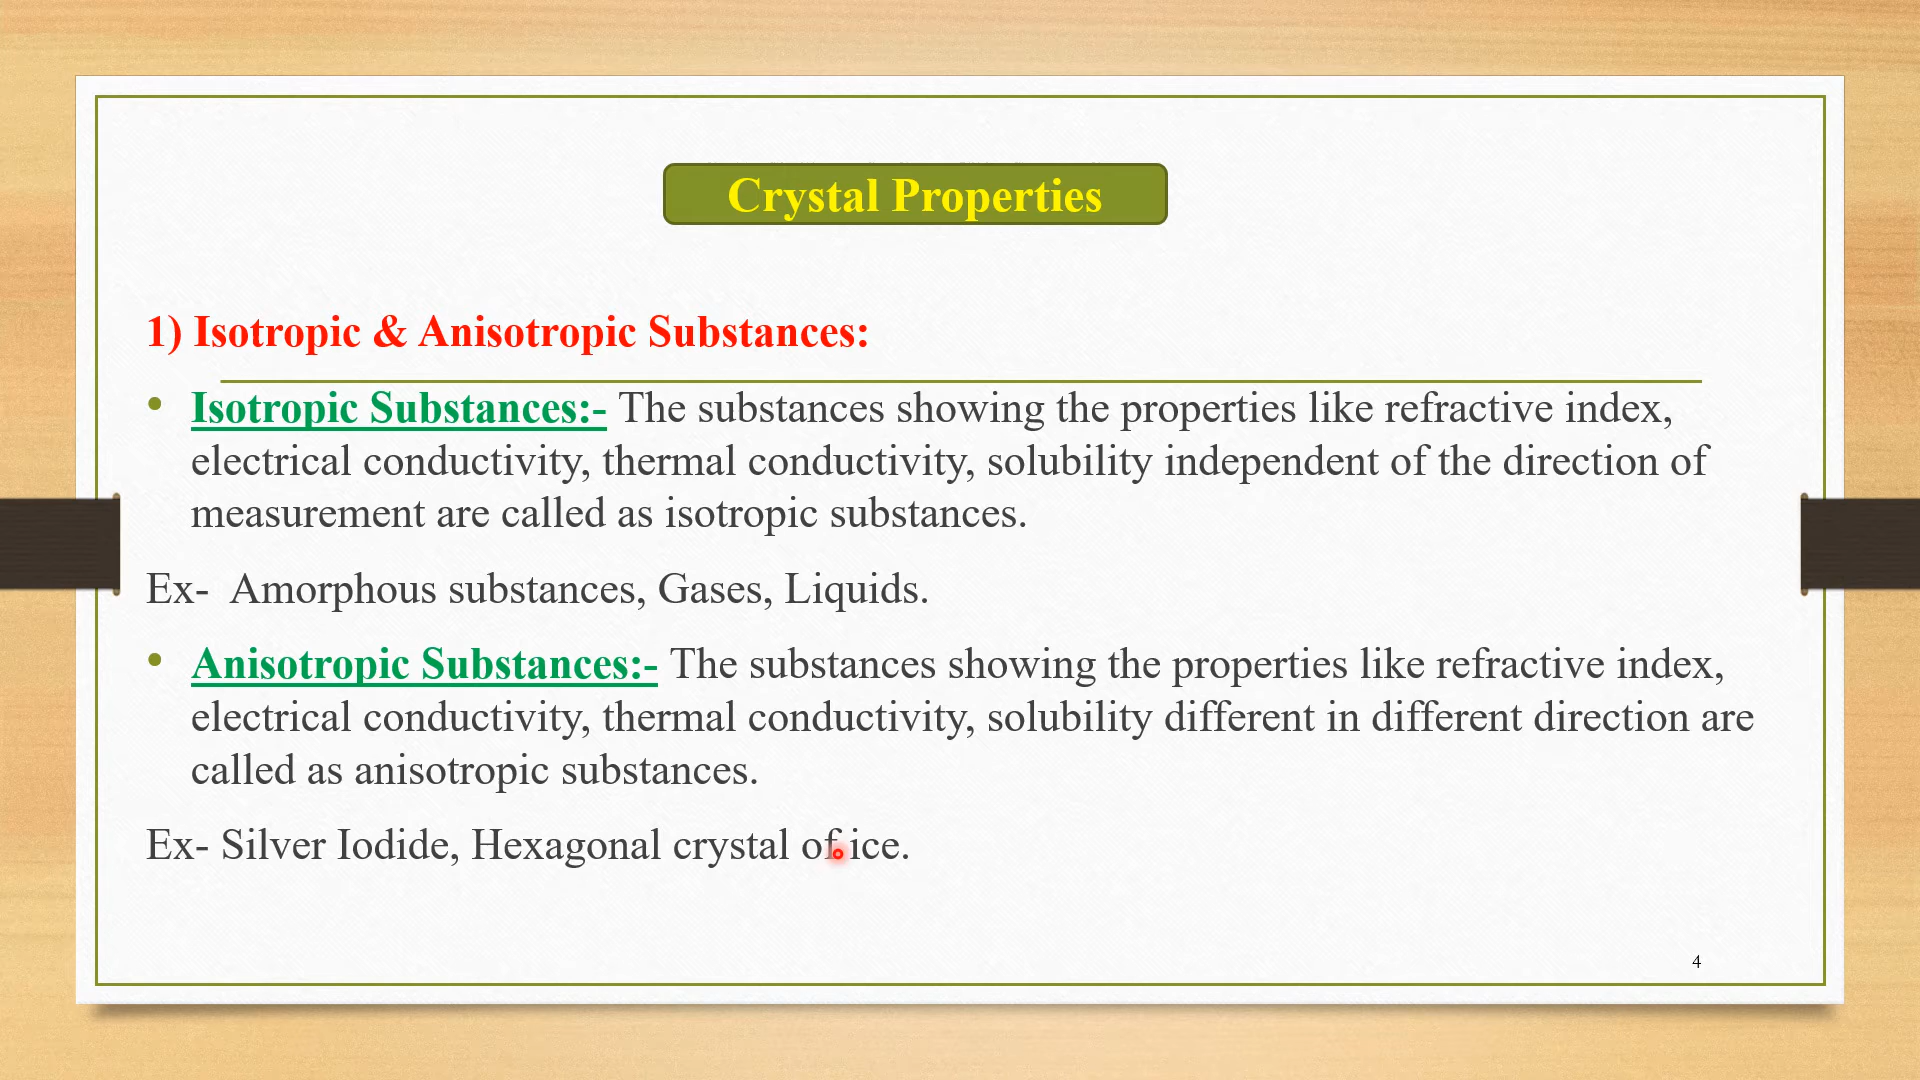 Crystal Properties
1) Isotropic & Anisotropic Substances:
• Isotropic Substances:- The substances showing the properties like refractive index,
electrical conductivity, thermal conductivity, solubility independent of the direction of
measurement are called as isotropic substances.
Ex-  Amorphous substances, Gases, Liquids.
• Anisotropic Substances:- The substances showing the properties like refractive index,
electrical conductivity, thermal conductivity, solubility different in different direction are
called as anisotropic substances.
Ex- Silver Iodide, Hexagonal crystal of ice.
4